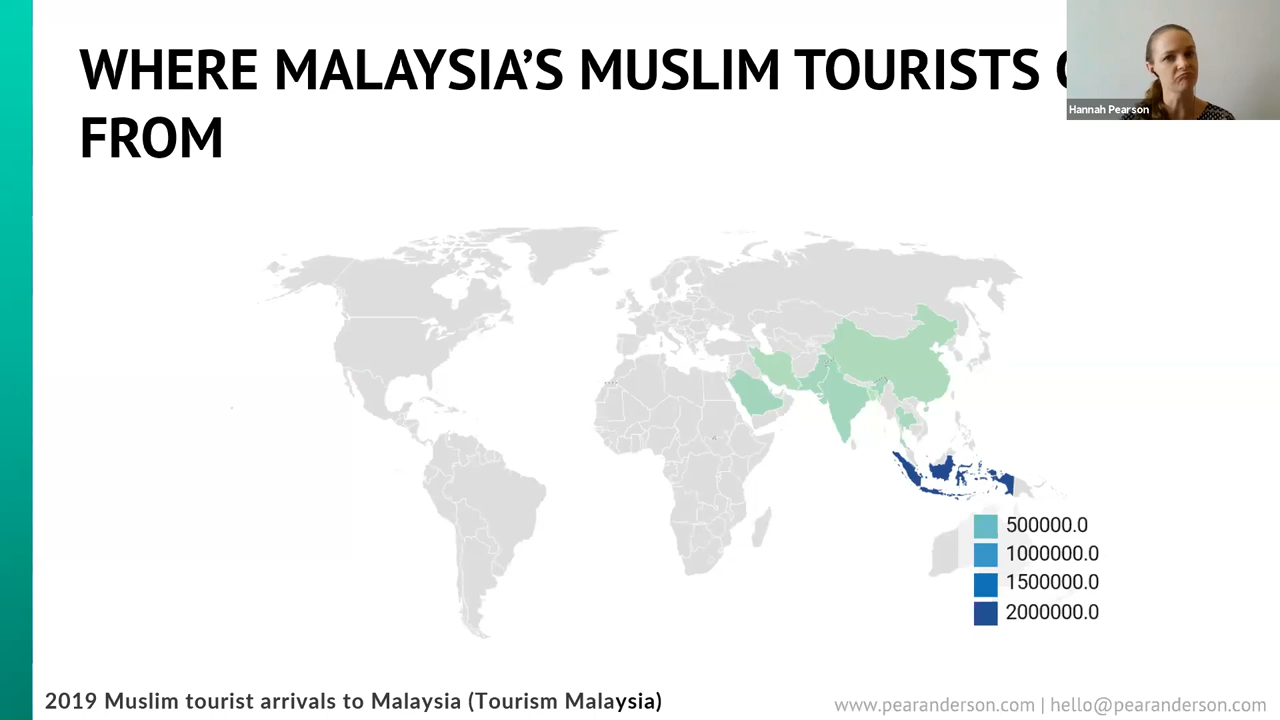 WHERE MALAYSIA'S MUSLIM TOURISTS
FROM
Hannah Pearson
500000.0
1000000.0
1500000.0
2000000.0
2019 Muslim tourist arrivals to Malaysia (Tourism Malaysia)
www.pearanderson.com | hello@pearanderson.com